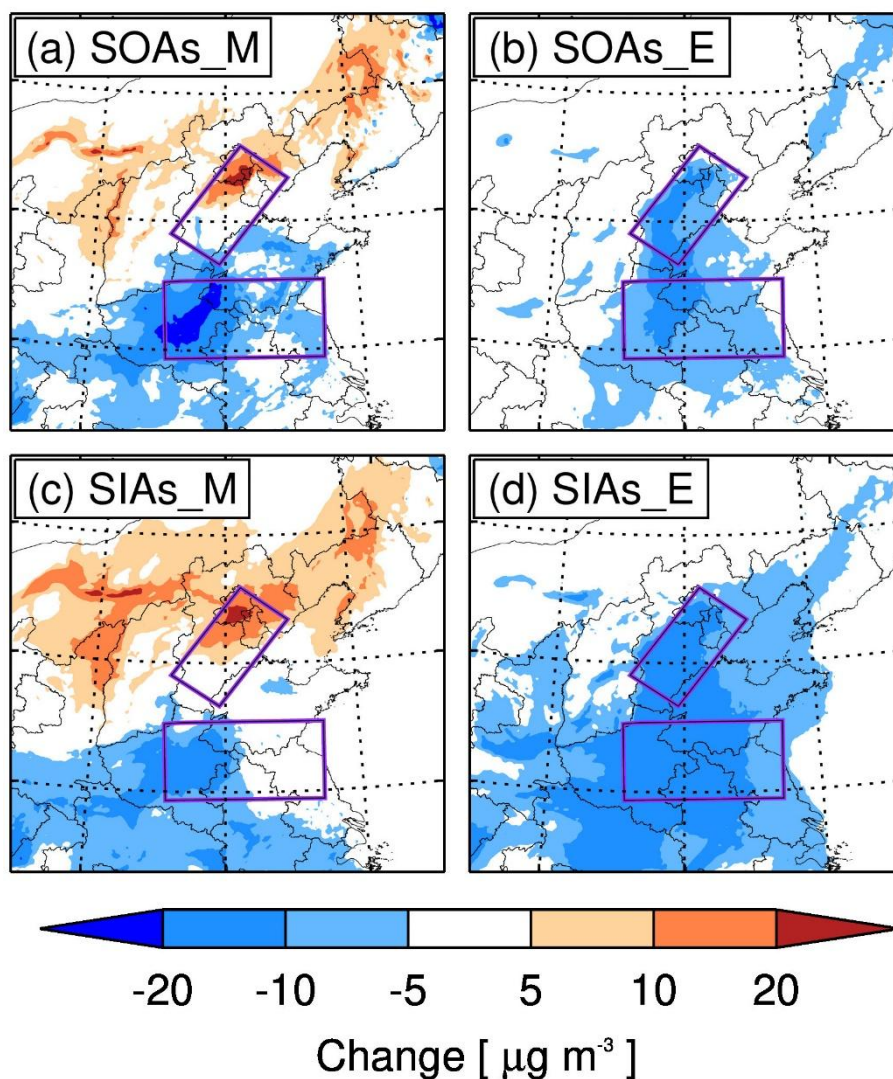 (a) SOAs_M
(b) SOAs_E
(c) SIAs_M
(d) SIAs_E
-20 -10 -5 5 10 20
Change [ μg m⁻³ ]